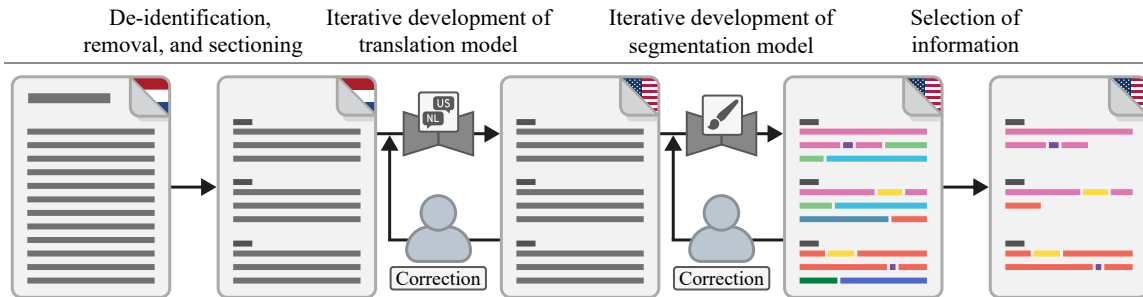 De-identification,
removal, and sectioning
Iterative development of
translation model
Iterative development of
segmentation model
Selection of
information
US
NL
Correction
Correction